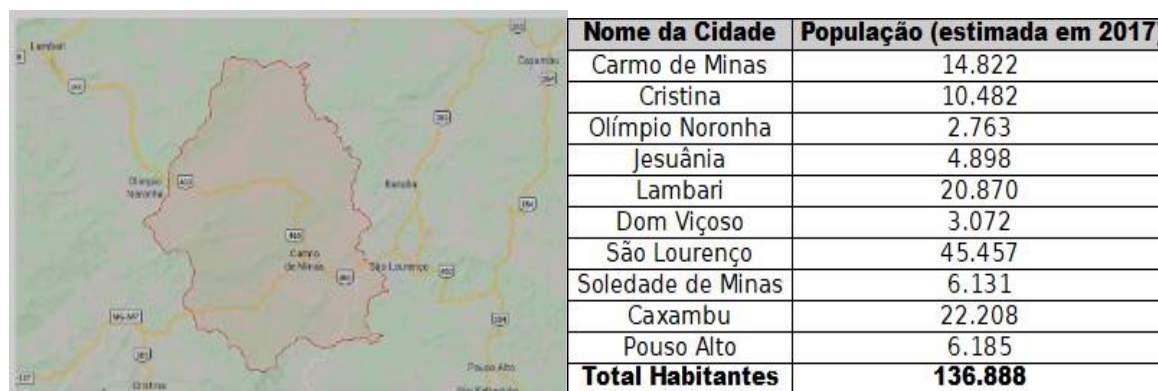 Lambari
Caxambu
Olímpio
Noronha
Carmo
de Minas
São Lourenço
MG-347
Cristina
Pouso Alto
Nome da Cidade População (estimada em 2017)
Carmo de Minas 14.822
Cristina 10.482
Olímpio Noronha 2.763
Jesuânia 4.898
Lambari 20.870
Dom Viçoso 3.072
São Lourenço 45.457
Soledade de Minas 6.131
Caxambu 22.208
Pouso Alto 6.185
Total Habitantes 136.888